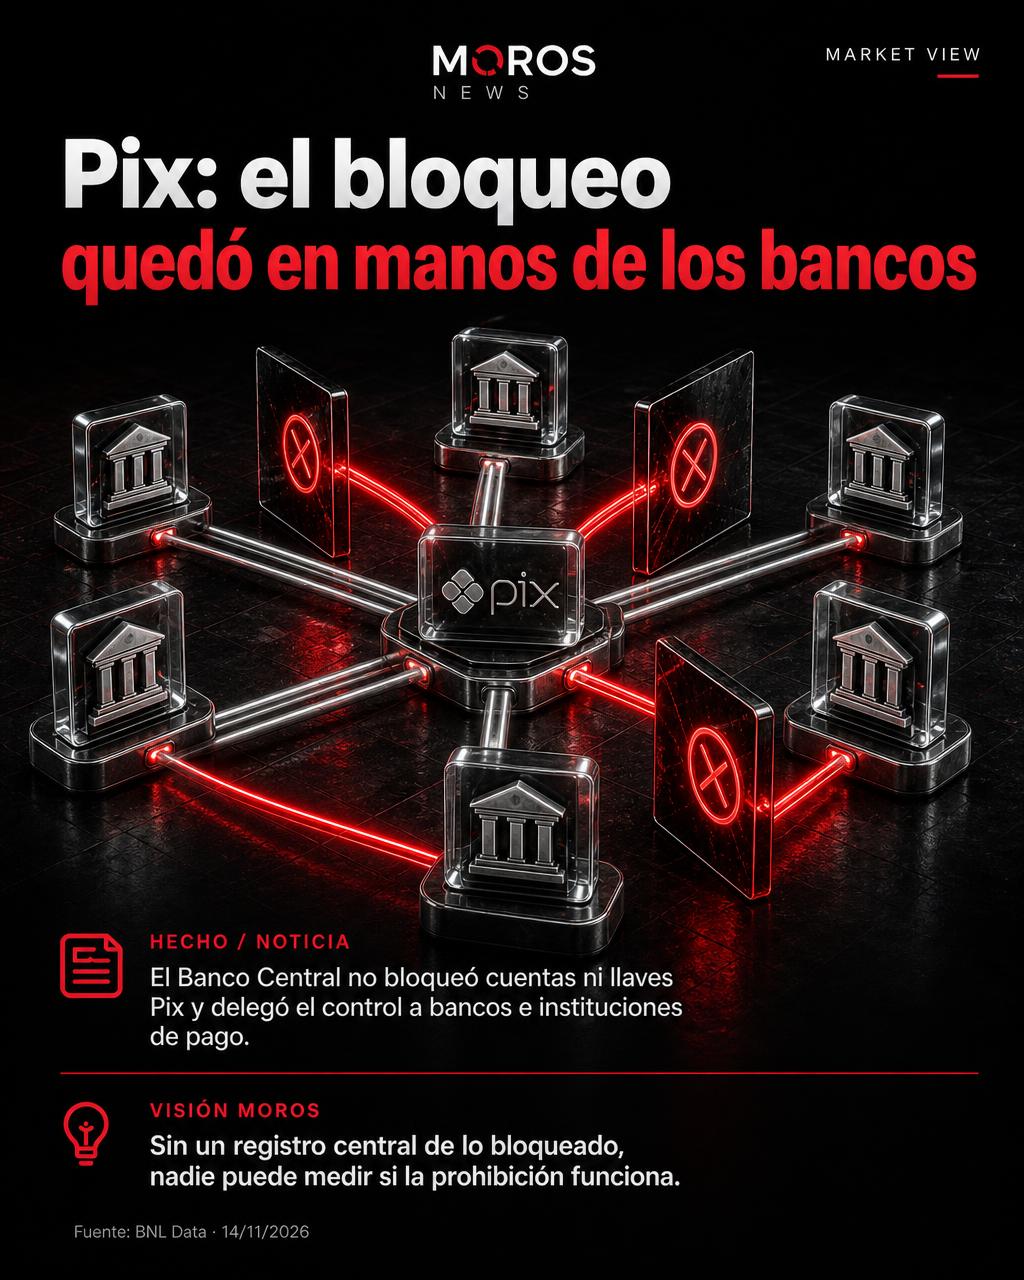 MOROS
NEWS
MARKET VIEW
Pix: el bloqueo
quedó en manos de los bancos
pix
HECHO / NOTICIA
El Banco Central no bloqueó cuentas ni llaves
Pix y delegó el control a bancos e instituciones
de pago.
VISIÓN MOROS
Sin un registro central de lo bloqueado,
nadie puede medir si la prohibición funciona.
Fuente: BNL Data · 14/11/2026